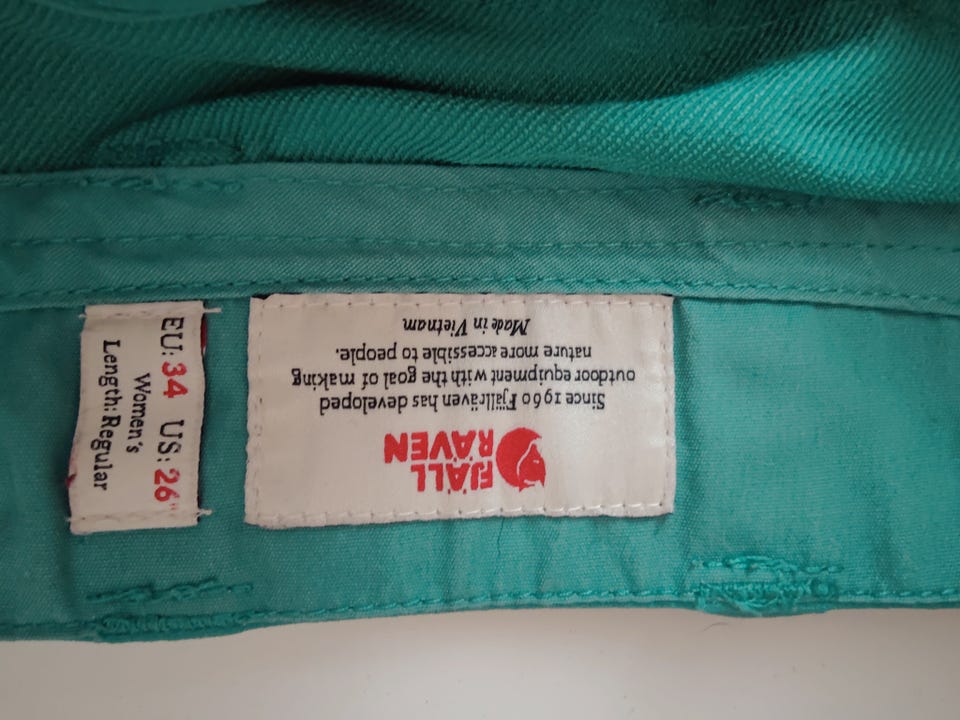 FJÄLL
RÄVEN
Since 1960 Fjällräven has developed
outdoor equipment with the goal of making
nature more accessible to people.
Made in Vietnam
EU: 34 US: 26"
Women's
Length: Regular